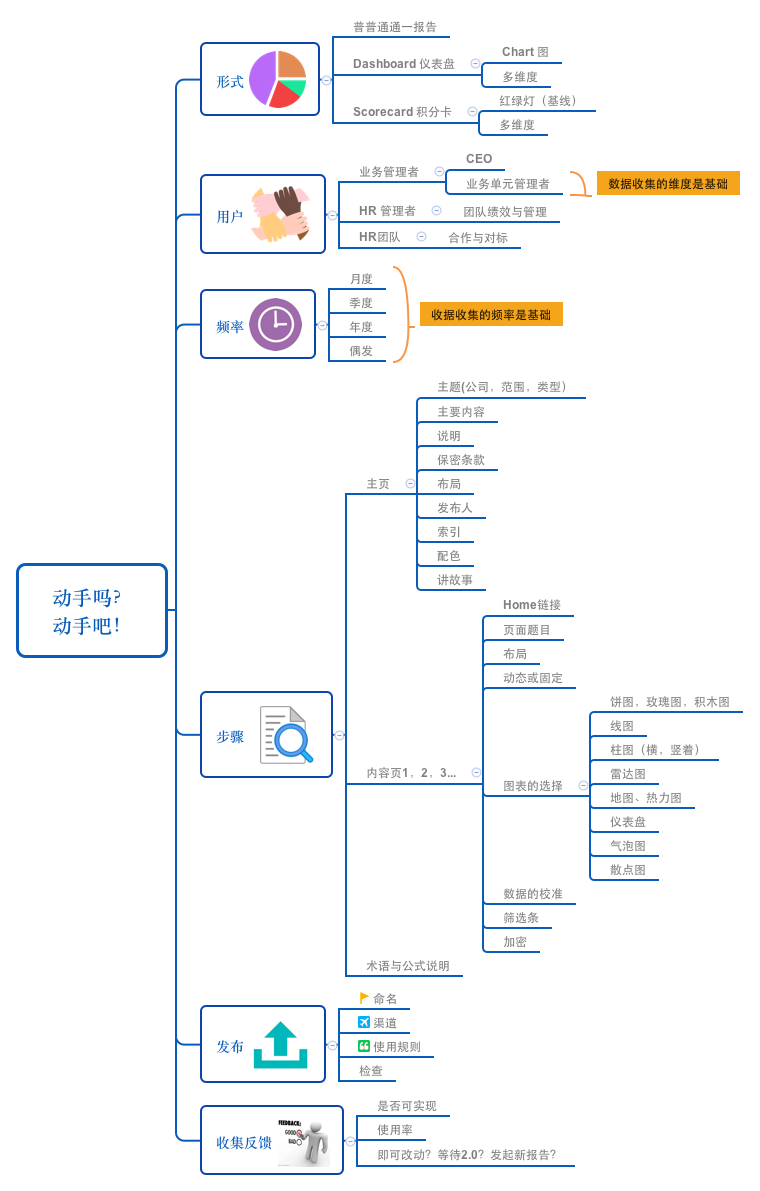 动手吗？
动手吧！
形式
普普通通一报告
Dashboard 仪表盘
Chart 图
多维度
Scorecard 积分卡
红绿灯（基线）
多维度
用户
业务管理者
CEO
业务单元管理者
数据收集的维度是基础
HR 管理者
团队绩效与管理
HR团队
合作与对标
频率
月度
季度
年度
偶发
收据收集的频率是基础
步骤
主页
主题(公司，范围，类型）
主要内容
说明
保密条款
布局
发布人
索引
配色
讲故事
内容页1，2，3...
Home链接
页面题目
布局
动态或固定
图表的选择
饼图，玫瑰图，积木图
线图
柱图（横，竖着）
雷达图
地图、热力图
仪表盘
气泡图
散点图
数据的校准
筛选条
加密
术语与公式说明
发布
命名
渠道
使用规则
检查
收集反馈
FEEDBACK:
GOOD
BAD
是否可实现
使用率
即可改动？等待2.0？发起新报告？